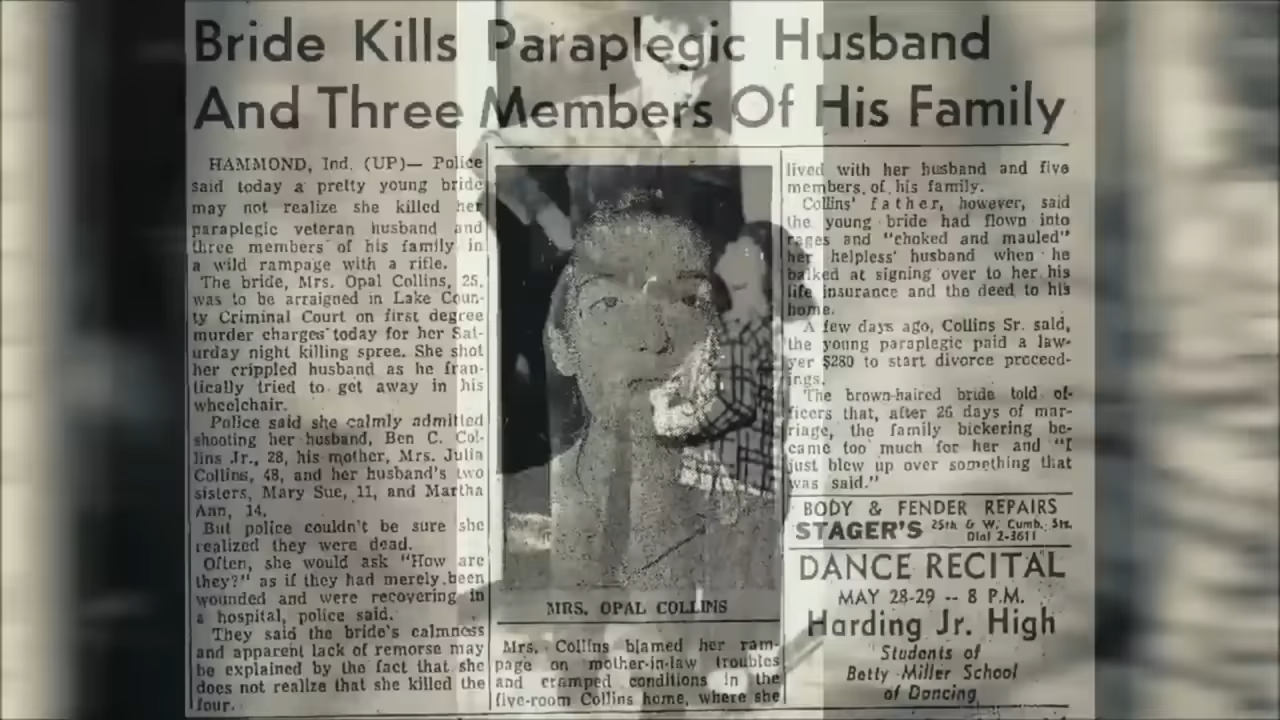 Bride Kills Paraplegic Husband
And Three Members Of His Family
HAMMOND, Ind. (UP)— Police
said today a pretty young bride
may not realize she killed her
paraplegic veteran husband and
three members of his family in
a wild rampage with a rifle.
The bride, Mrs. Opal Collins, 25,
was to be arraigned in Lake Coun-
ty Criminal Court on first degree
murder charges today for her Sat-
urday night killing spree. She shot
her crippled husband as he fran-
tically tried to get away in his
wheelchair.
Police said she calmly admitted
shooting her husband, Ben C. Col-
lins Jr., 28, his mother, Mrs. Julia
Collins, 48, and her husband's two
sisters, Mary Sue, 11, and Martha
Ann, 14.
But police couldn't be sure she
realized they were dead.
Often, she would ask "How are
they?" as if they had merely been
wounded and were recovering in
a hospital, police said.
They said the bride's calmness
and apparent lack of remorse may
be explained by the fact that she
does not realize that she killed the
four.
MRS. OPAL COLLINS
Mrs. Collins blamed her ram-
page on mother-in-law troubles
and cramped conditions in the
five-room Collins home, where she
lived with her husband and five
members of his family.
Collins' father, however, said
the young bride had flown into
rages and "choked and mauled"
her helpless husband when he
balked at signing over to her his
life insurance and the deed to his
home.
A few days ago, Collins Sr. said,
the young paraplegic paid a law-
yer $280 to start divorce proceed-
ings.
The brown-haired bride told of-
ficers that, after 26 days of mar-
riage, the family bickering be-
came too much for her and "I
just blew up over something that
was said."
BODY & FENDER REPAIRS
STAGER'S 25th & W. Cumb. Sts.
Dial 2-3611
DANCE RECITAL
MAY 28-29 -- 8 P.M.
Harding Jr. High
Students of
Betty Miller School
of Dancing